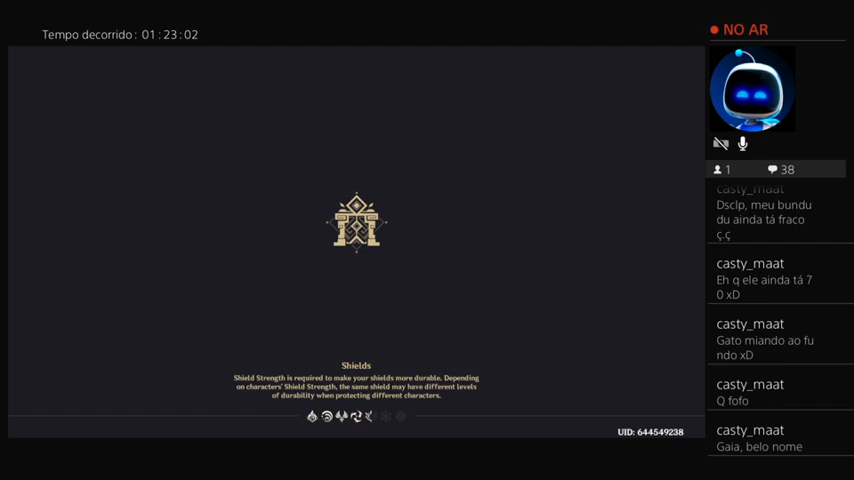 Tempo decorrido: 01:23:02
NO AR
1
38
casty_maat
Dsclp, meu bundu
du ainda tá fraco
ç.ç
casty_maat
Eh q ele ainda tá 7
0 xD
casty_maat
Gato miando ao fu
ndo xD
casty_maat
Q fofo
casty_maat
Gaia, belo nome
Shields
Shield Strength is required to make your shields more durable. Depending
on characters' Shield Strength, the same shield may have different levels
of durability when protecting different characters.
UID: 644549238